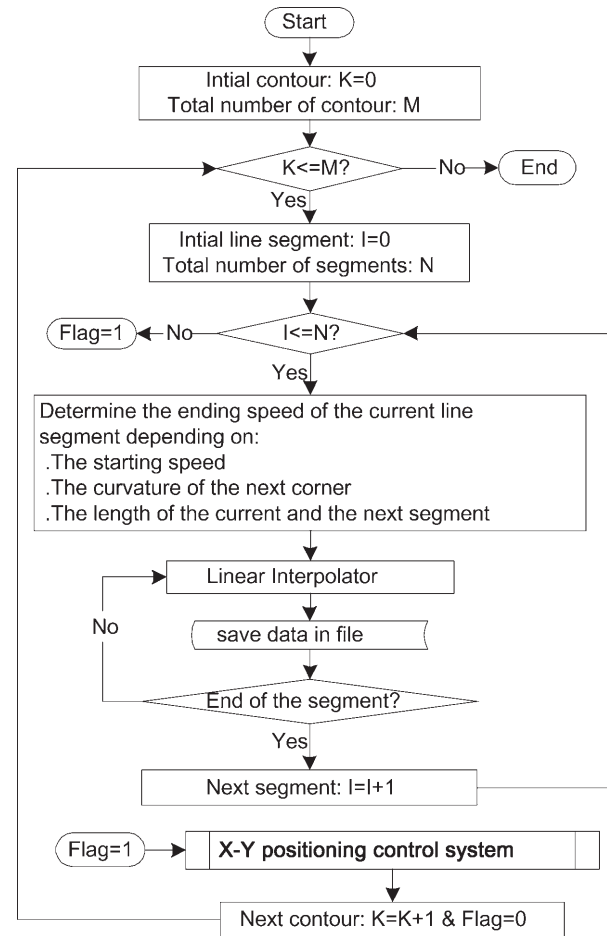 Start
Intial contour: K=0
Total number of contour: M
K<=M?
No
End
Yes
Intial line segment: I=0
Total number of segments: N
Flag=1
No
I<=N?
Yes
Determine the ending speed of the current line
segment depending on:
.The starting speed
.The curvature of the next corner
.The length of the current and the next segment
Linear Interpolator
No
save data in file
End of the segment?
Yes
Next segment: I=I+1
Flag=1
X-Y positioning control system
Next contour: K=K+1 & Flag=0